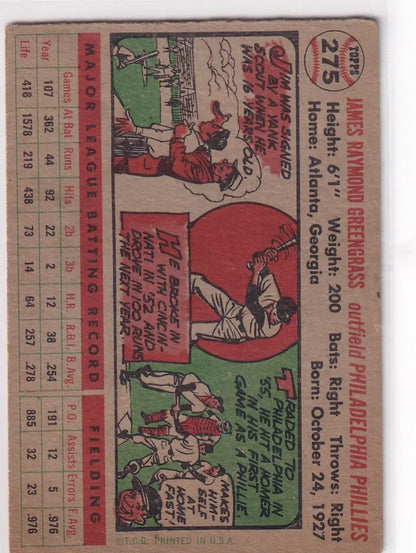 TOPPS
275
JAMES RAYMOND GREENGRASS outfield PHILADELPHIA PHILLIES
Height: 6'1" Weight: 200 Bats: Right Throws: Right
Home: Atlanta, Georgia Born: October 24, 1927
JIM WAS SIGNED
BY A YANK
SCOUT WHEN HE
WAS 16 YEARS OLD
HE BROKE IN
WITH CINCIN-
NATI IN '52 AND
DROVE IN 100 RUNS
THE NEXT YEAR.
TRADED TO
PHILADELPHIA IN
'55, HE HIT A HOMER
IN HIS FIRST
GAME AS A PHILLIE
MAKES
HIMSELF
AT
HOME
FAST!
©T.C.G. PRINTED IN U.S.A.
MAJOR LEAGUE BATTING RECORD FIELDING
Games At Bat Runs Hits 2b 3b H.R. R.B.I. B.Avg. P.O. Assists Errors F. Avg.
Year 107 362 44 92 22 2 12 38 .254 191 12 5 .976
Life 418 1578 219 438 73 14 64 257 .278 885 32 23 .976